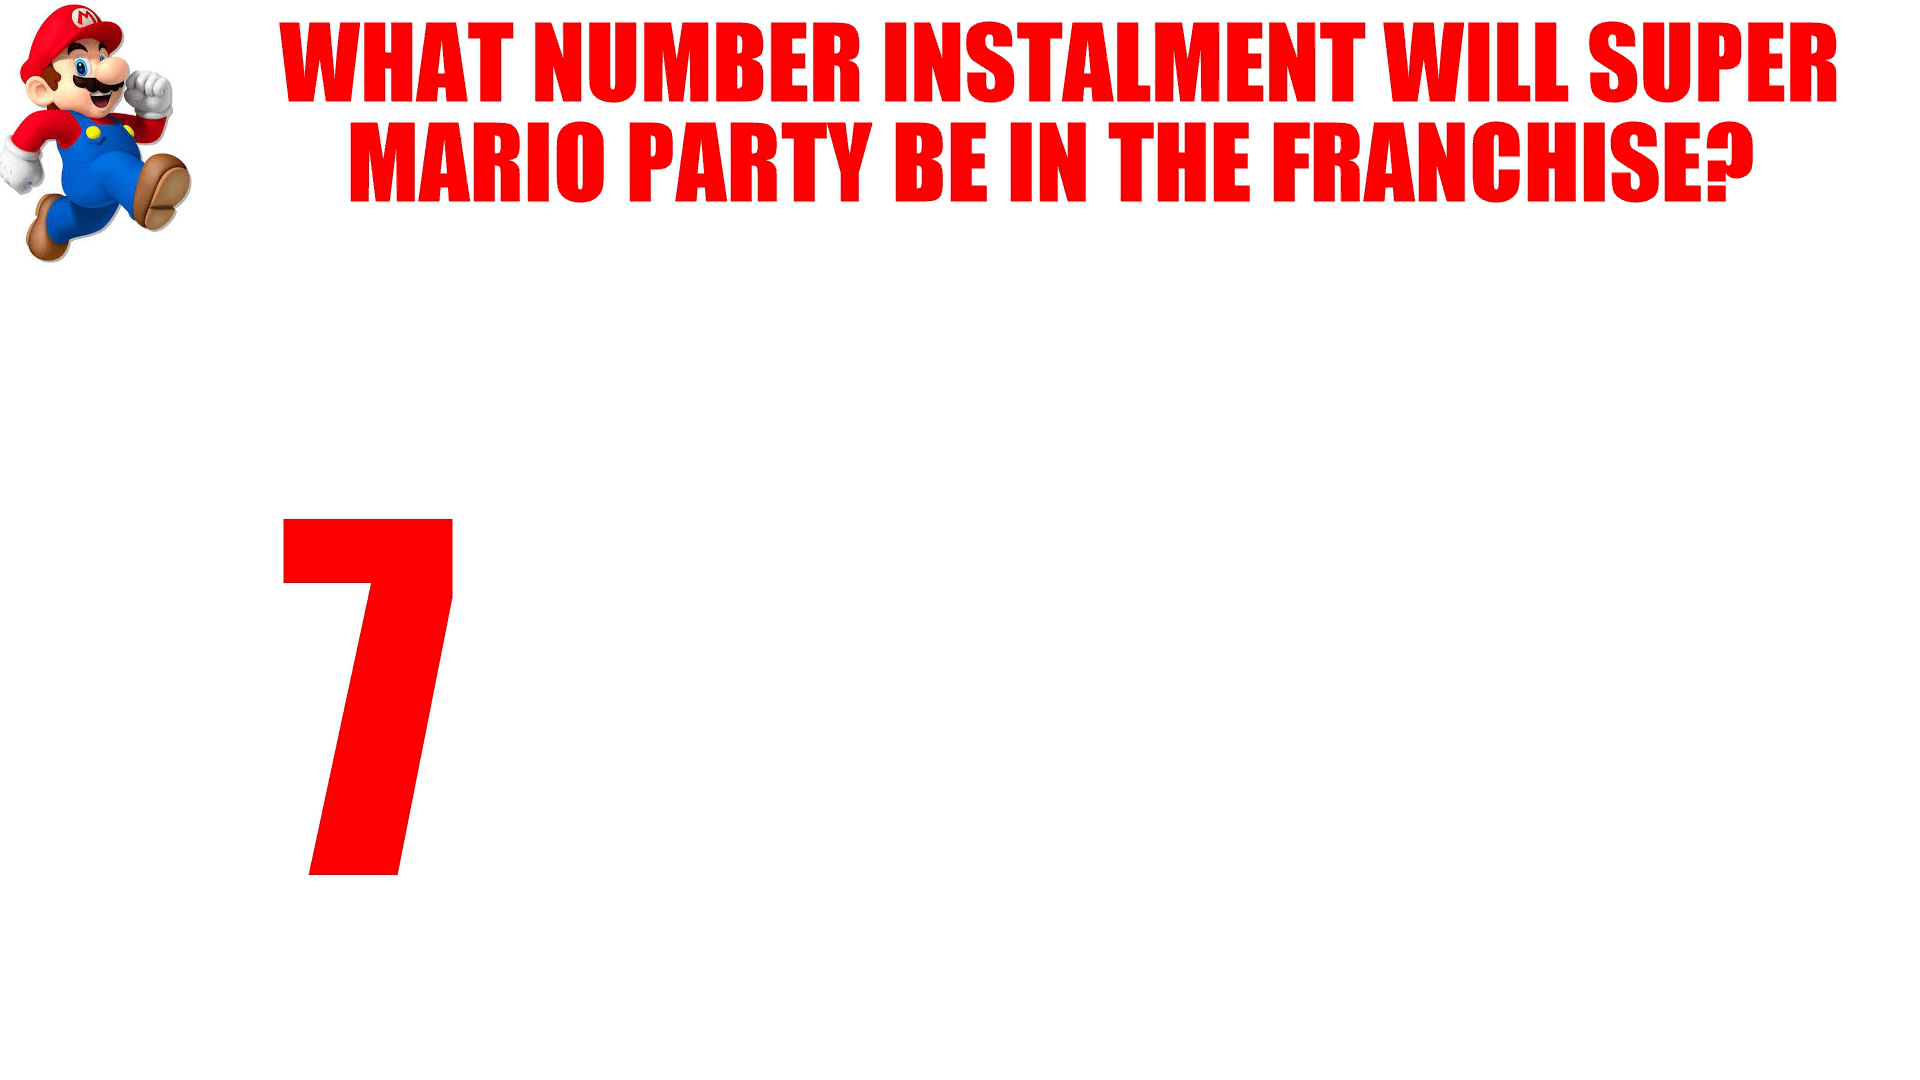 WHAT NUMBER INSTALMENT WILL SUPER
MARIO PARTY BE IN THE FRANCHISE?
7